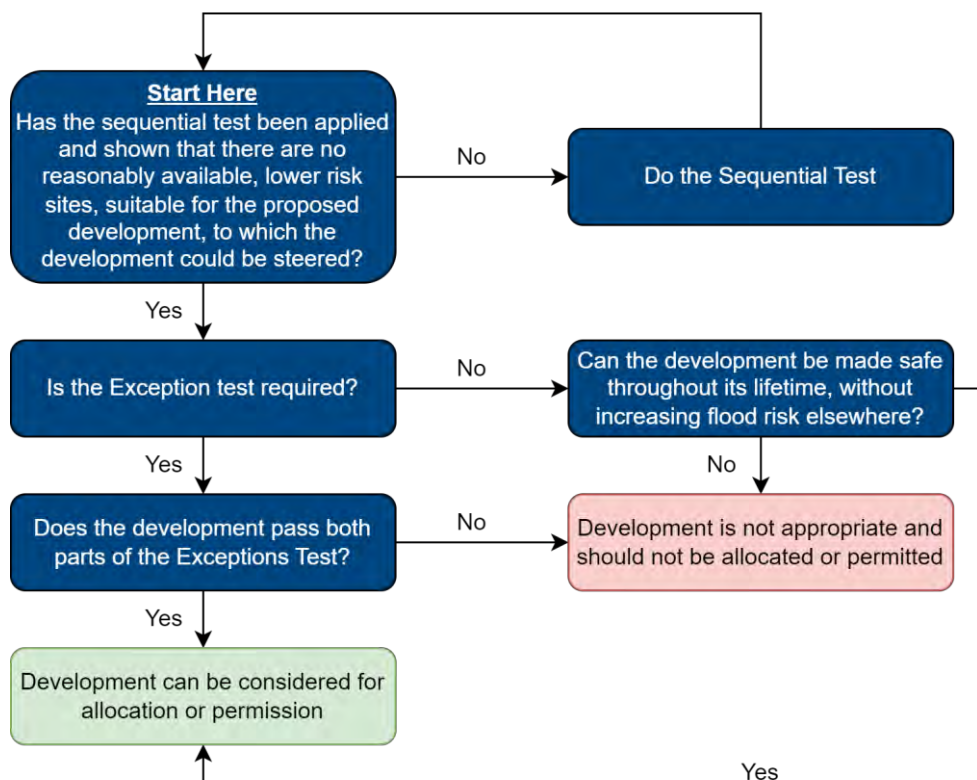 Start Here
Has the sequential test been applied
and shown that there are no
reasonably available, lower risk
sites, suitable for the proposed
development, to which the
development could be steered?
No
Do the Sequential Test
Yes
Is the Exception test required?
No
Can the development be made safe
throughout its lifetime, without
increasing flood risk elsewhere?
Yes
No
Does the development pass both
parts of the Exceptions Test?
No
Development is not appropriate and
should not be allocated or permitted
Yes
Development can be considered for
allocation or permission
Yes